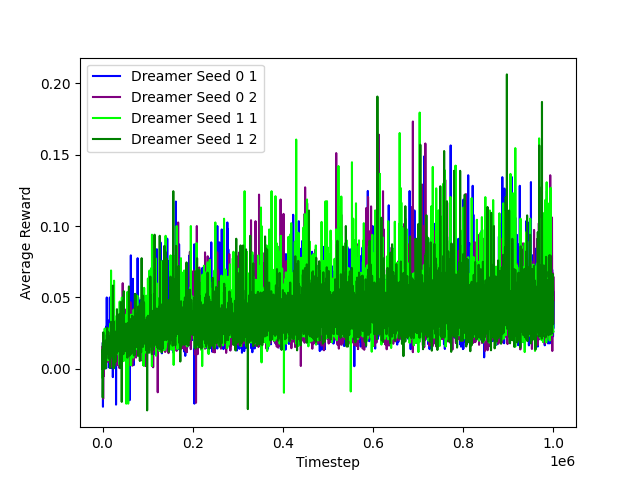 Dreamer Seed 0 1
Dreamer Seed 0 2
Dreamer Seed 1 1
Dreamer Seed 1 2
Average Reward
0.20
0.15
0.10
0.05
0.00
0.0
0.2
0.4
0.6
0.8
1.0
Timestep
1e6